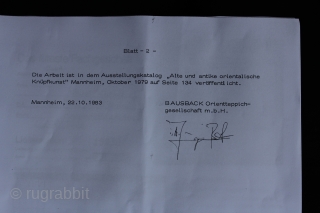 Blatt - 2 -
Die Arbeit ist in dem Ausstellungskatalog „Alte und antike orientalische
Knüpfkunst" Mannheim, Oktober 1979 auf Seite 134 veröffentlicht.
Mannheim, 22.10.1983
BAUSBACK Orientteppich-
gesellschaft m.b.H.
© rugrabbit.com